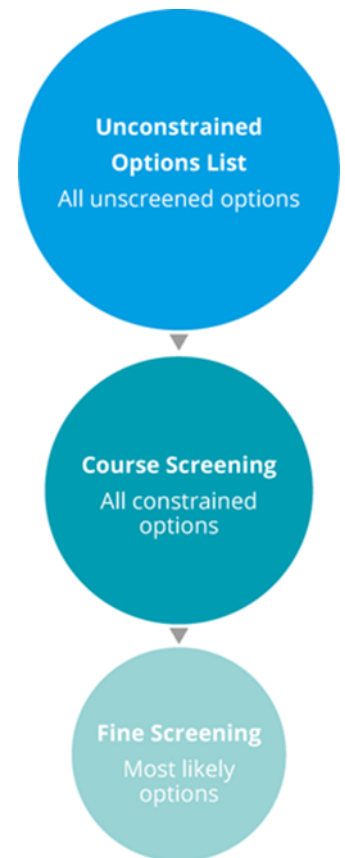 Unconstrained
Options List
All unscreened options
Course Screening
All constrained
options
Fine Screening
Most likely
options